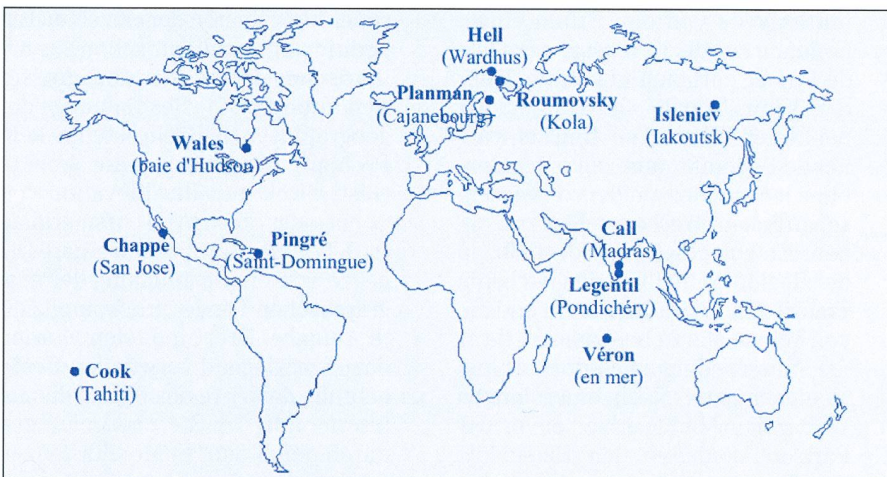 Hell
(Wardhus)
Planman
(Cajanebourg)
Roumovsky
(Kola)
Isleniev
(Iakoutsk)
Wales
(baie d'Hudson)
Chappe
(San Jose)
Pingré
(Saint-Domingue)
Call
(Madras)
Legentil
(Pondichéry)
Véron
(en mer)
Cook
(Tahiti)